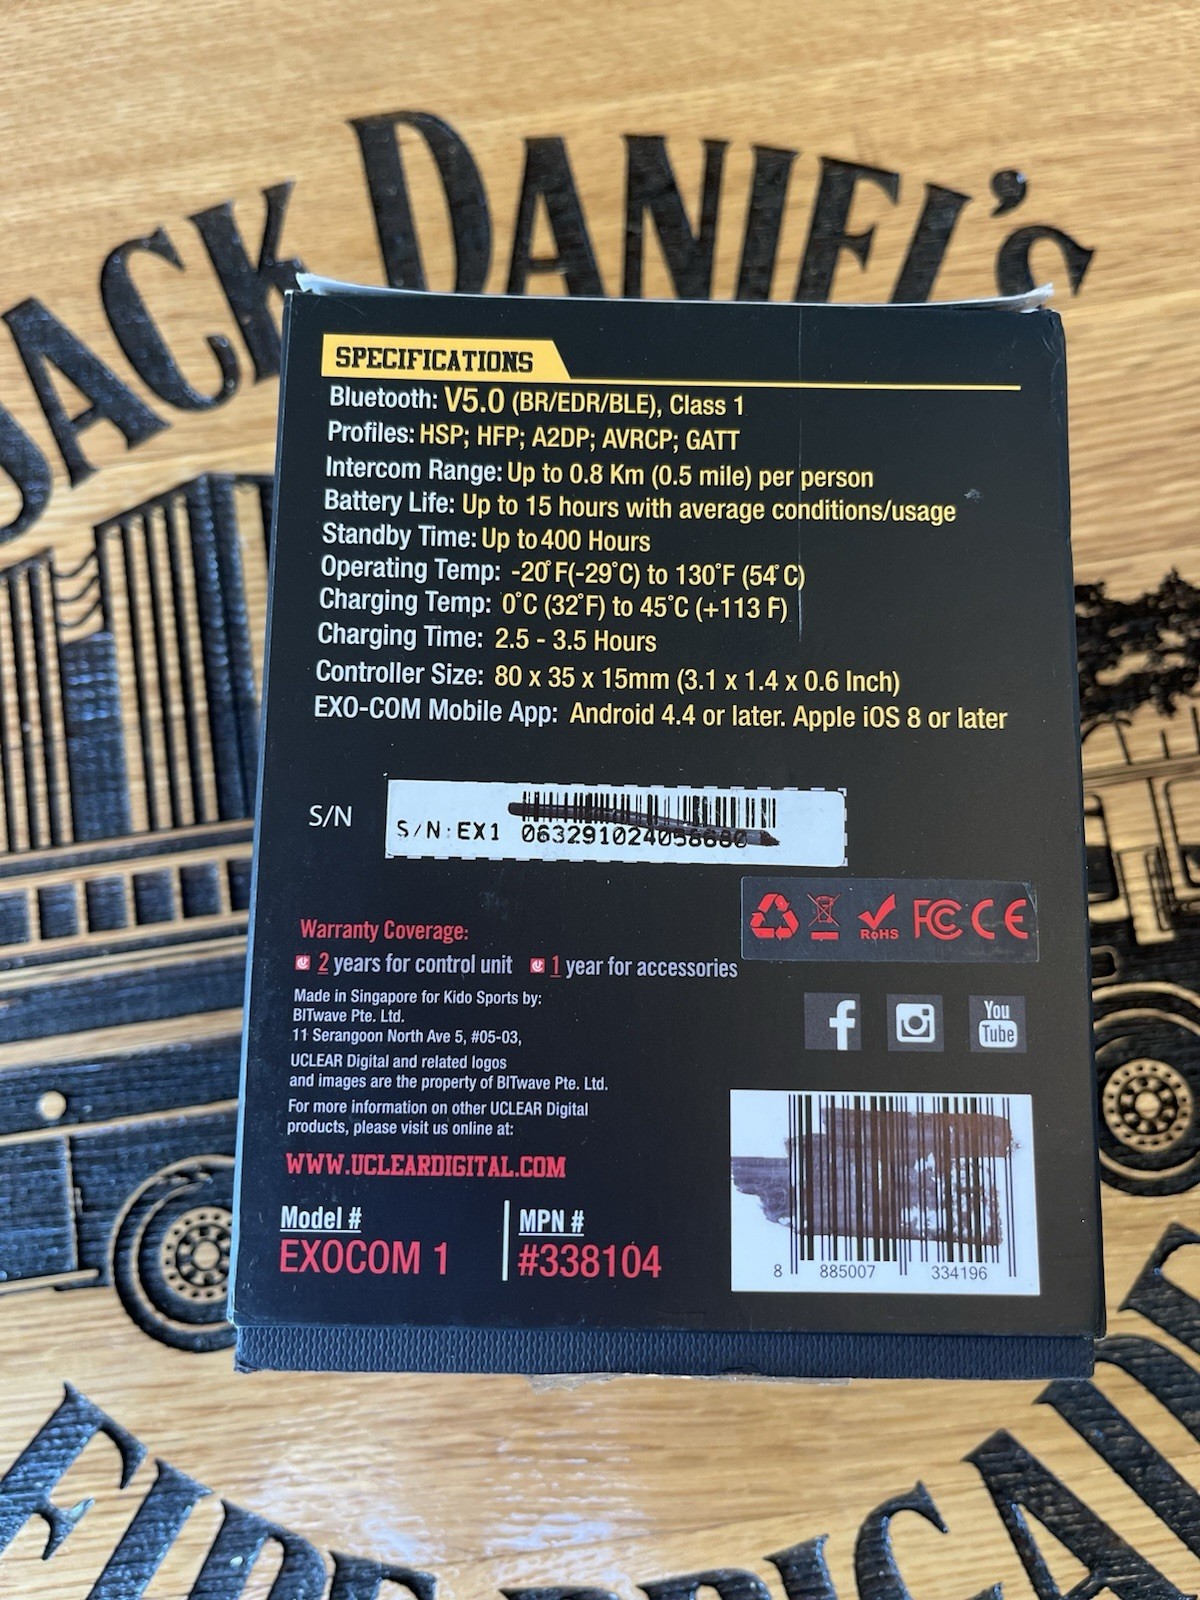 JACK DANIEL'S
SPECIFICATIONS
Bluetooth: V5.0 (BR/EDR/BLE), Class 1
Profiles: HSP; HFP; A2DP; AVRCP; GATT
Intercom Range: Up to 0.8 Km (0.5 mile) per person
Battery Life: Up to 15 hours with average conditions/usage
Standby Time: Up to 400 Hours
Operating Temp: -20°F(-29°C) to 130°F (54°C)
Charging Temp: 0°C (32°F) to 45°C (+113 F)
Charging Time: 2.5 - 3.5 Hours
Controller Size: 80 x 35 x 15mm (3.1 x 1.4 x 0.6 Inch)
EXO-COM Mobile App: Android 4.4 or later. Apple iOS 8 or later
S/N
S/N:EX1
RoHS FC CE
Warranty Coverage:
2 years for control unit 1 year for accessories
Made in Singapore for Kido Sports by:
BITwave Pte. Ltd.
11 Serangoon North Ave 5, #05-03,
UCLEAR Digital and related logos
and images are the property of BITwave Pte. Ltd.
For more information on other UCLEAR Digital
products, please visit us online at:
WWW.UCLEARDIGITAL.COM
f You Tube
Model # MPN #
EXOCOM 1 #338104
8 885007 334196